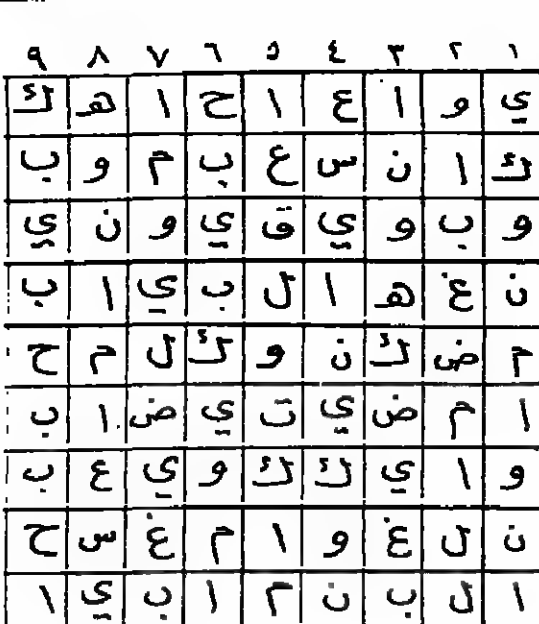 ١ ٢ ٣ ٤ ٥ ٦ ٧ ٨ ٩
ي و ا ع ا ح ا ه ك
ك ا ن س ع ب م و ب
و ب و ي ق ي و ن ي
ن غ ه ا ل ب ي ا ب
م ض ك ن و ك ل م ح
ا م ض ي ت ي ض ا ب
و ا ي ك ك و ي ع ب
ن ل غ و ا م غ س ح
ا ل ب ن م ا ب ي ا